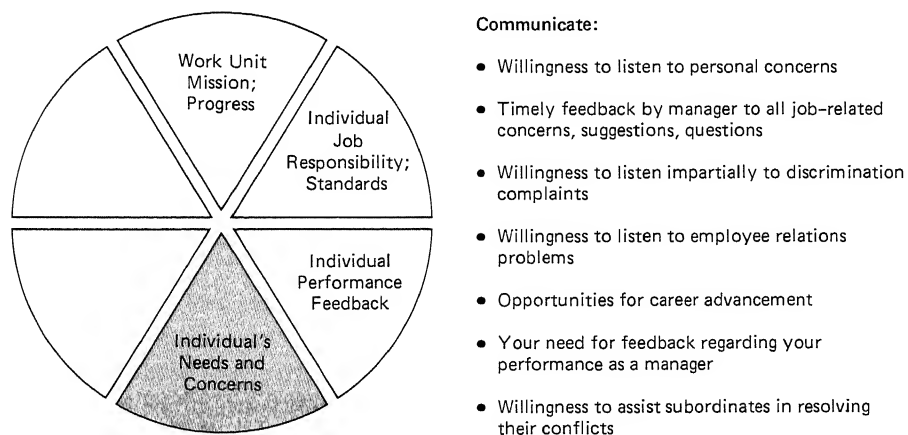 Work Unit
Mission;
Progress
Individual
Job
Responsibility;
Standards
Individual
Performance
Feedback
Individual's
Needs and
Concerns
Communicate:
• Willingness to listen to personal concerns
• Timely feedback by manager to all job-related
concerns, suggestions, questions
• Willingness to listen impartially to discrimination
complaints
• Willingness to listen to employee relations
problems
• Opportunities for career advancement
• Your need for feedback regarding your
performance as a manager
• Willingness to assist subordinates in resolving
their conflicts